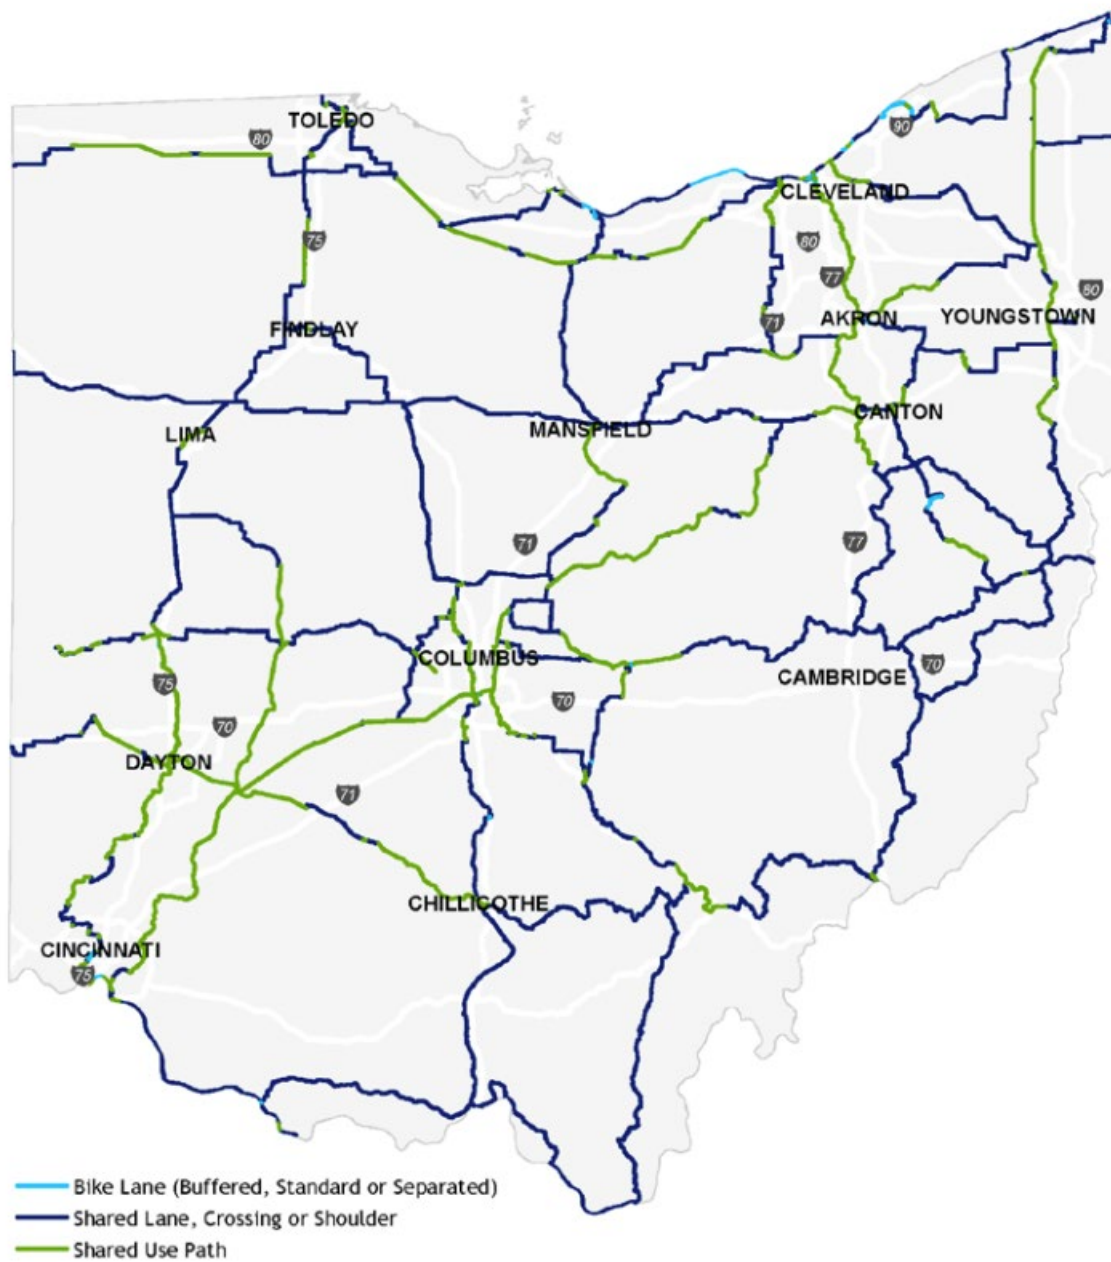 TOLEDO
80
90
CLEVELAND
75
80
77
80
FINDLAY
71
AKRON
YOUNGSTOWN
LIMA
MANSFIELD
CANTON
71
77
COLUMBUS
CAMBRIDGE
70
75
70
70
DAYTON
71
CHILLICOTHE
CINCINNATI
75
Bike Lane (Buffered, Standard or Separated)
Shared Lane, Crossing or Shoulder
Shared Use Path